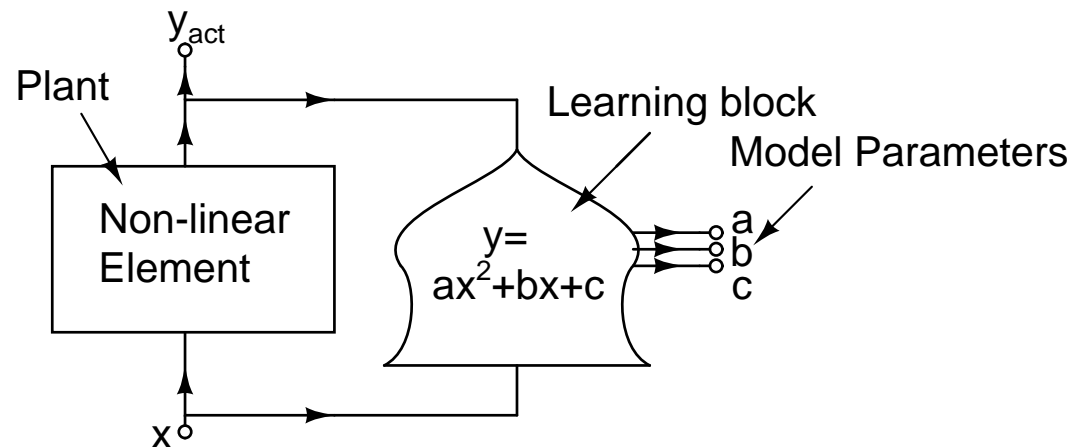 y_act
Plant
Learning block
Model Parameters
Non-linear
Element
y=
ax²+bx+c
a
b
c
x